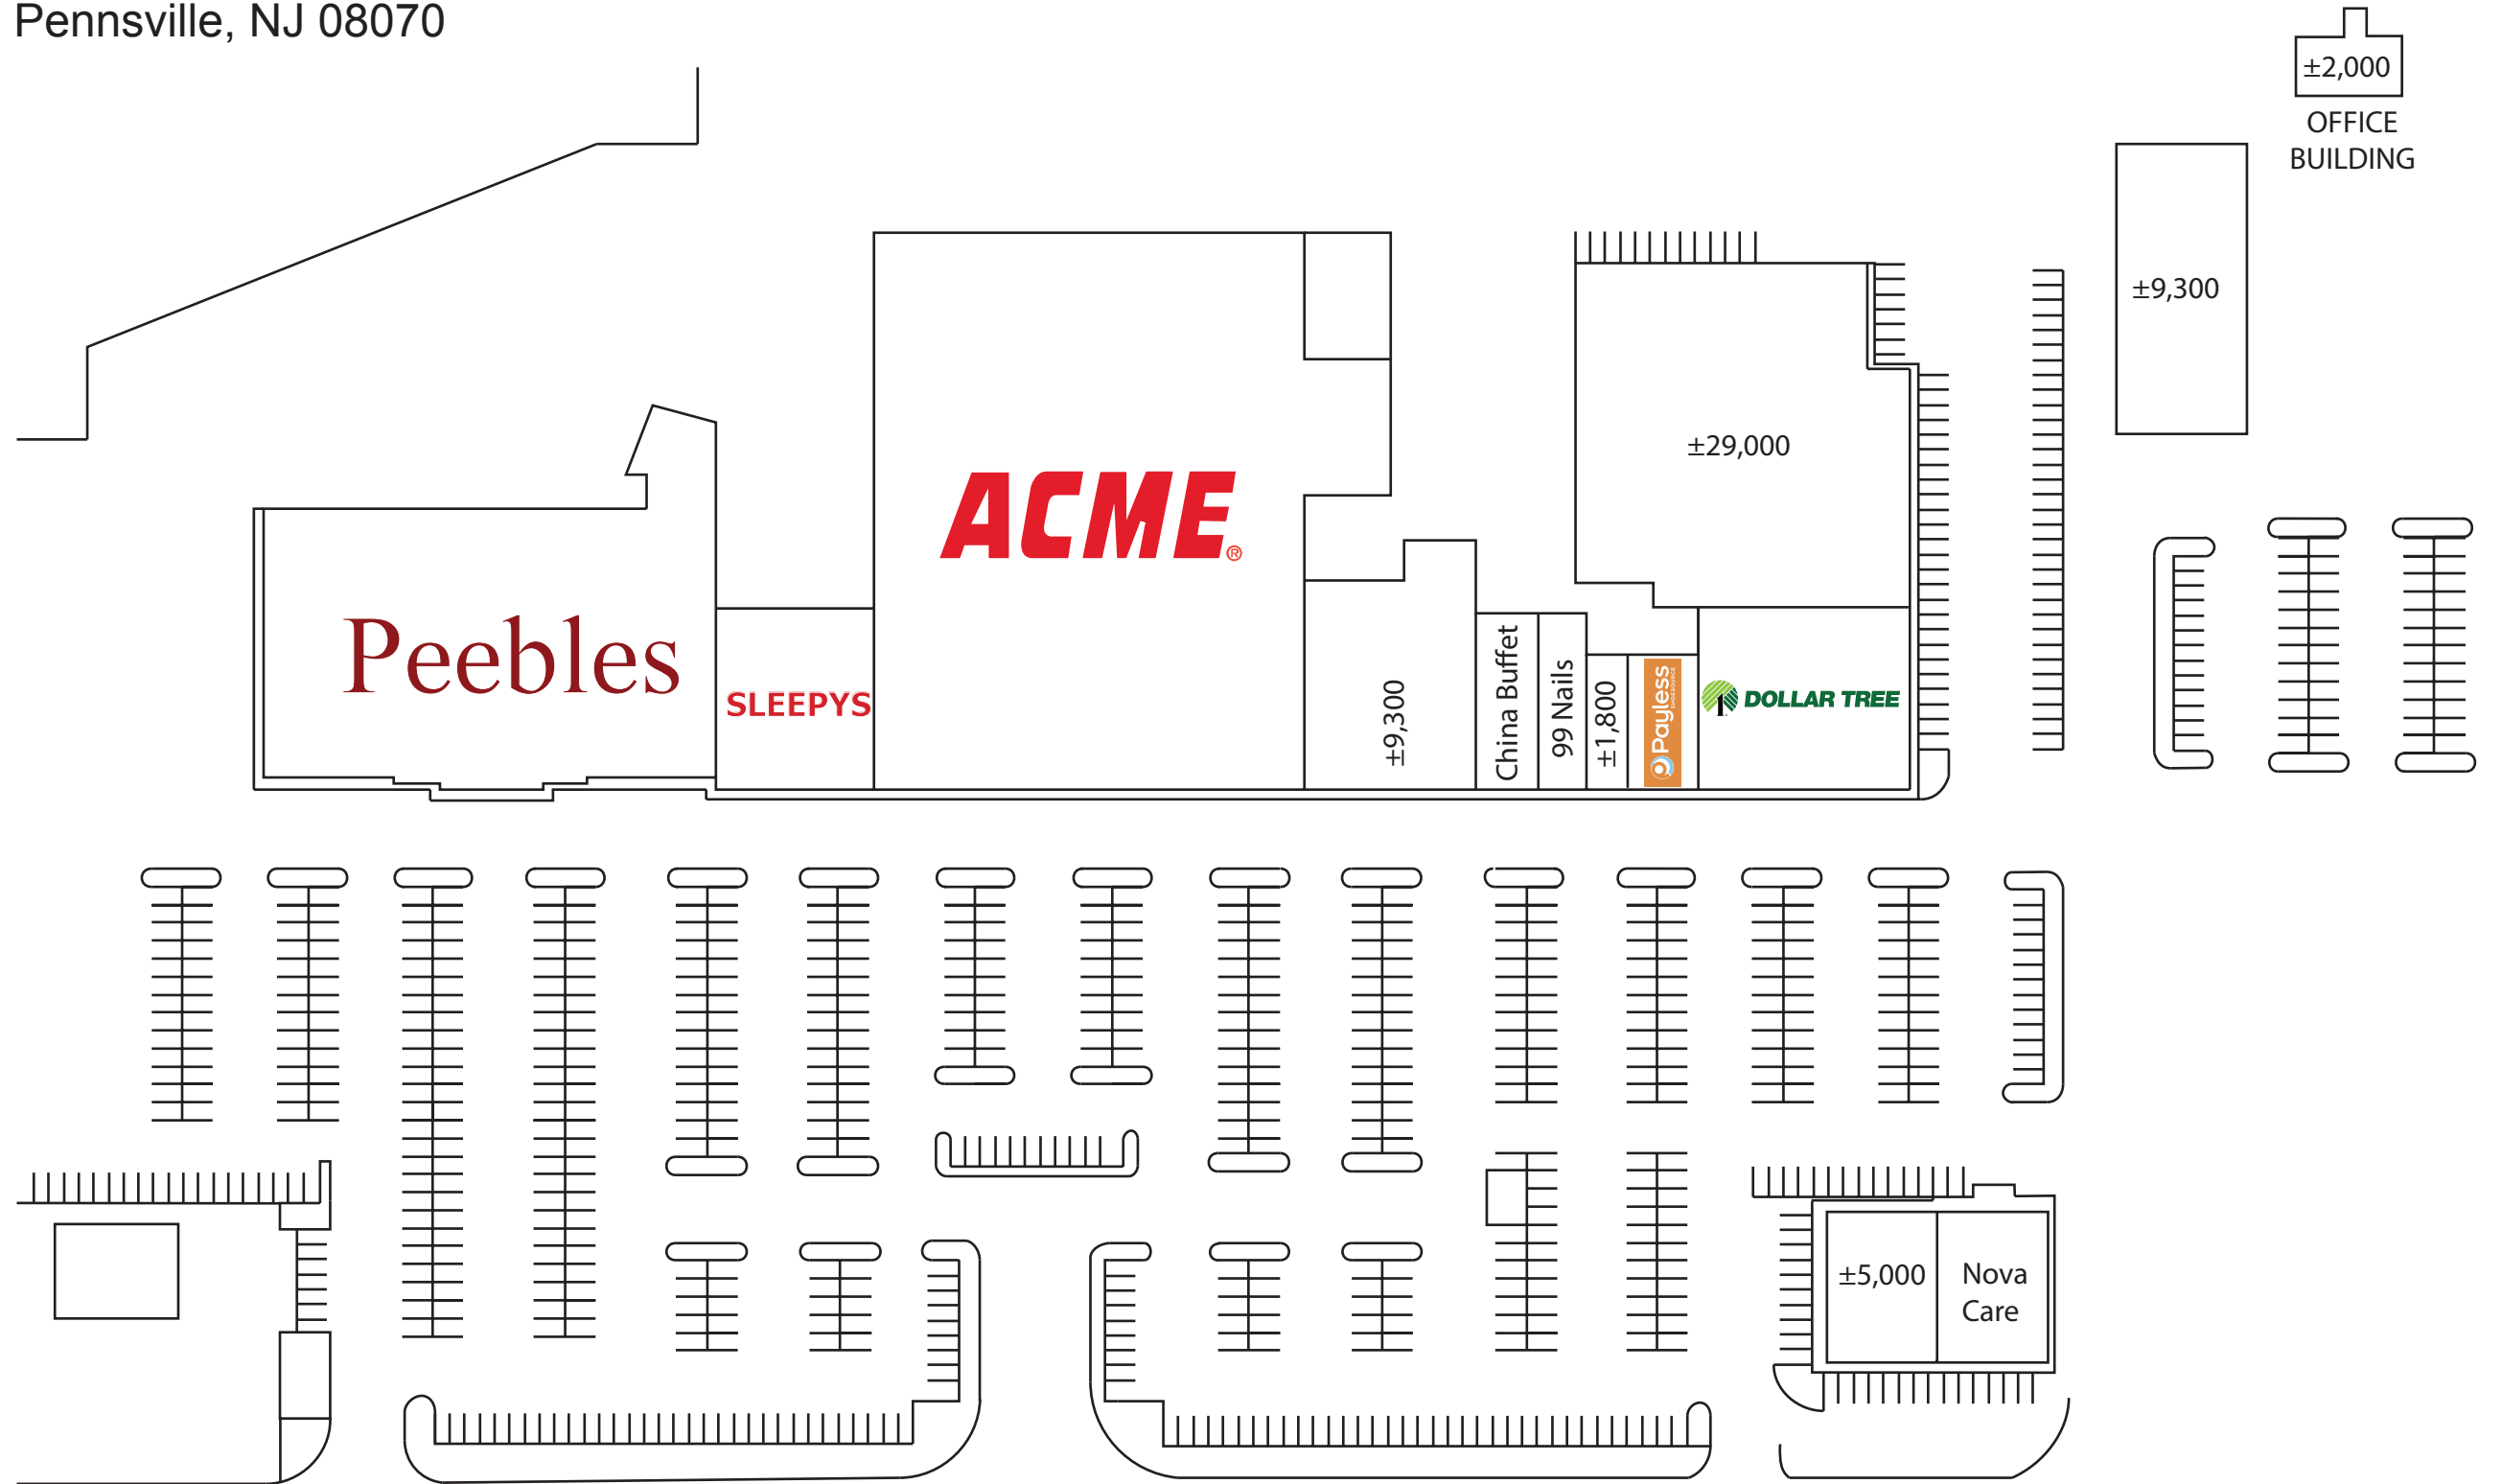 Pennsville, NJ 08070
±2,000
OFFICE
BUILDING
±9,300
±29,000
ACME®
Peebles
SLEEPYS
±9,300
China Buffet
99 Nails
±1,800
Payless
SHOESOURCE
DOLLAR TREE
±5,000
Nova
Care